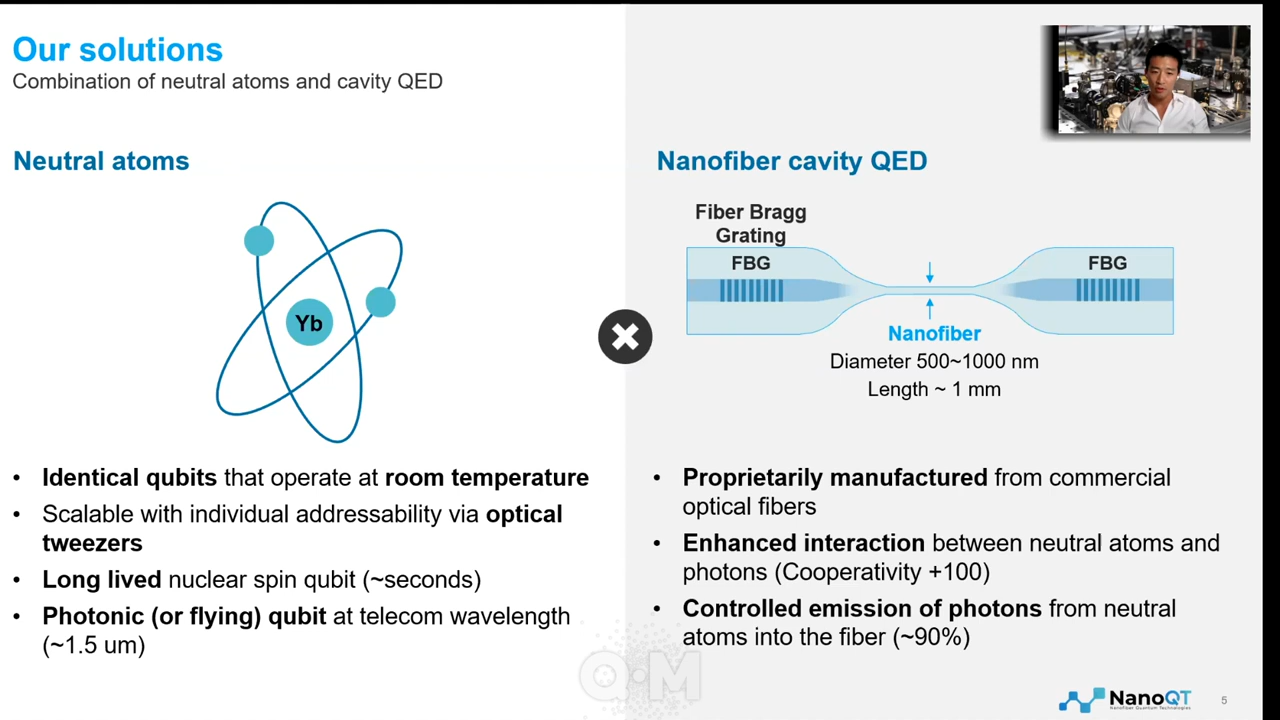 Our solutions
Combination of neutral atoms and cavity QED
Neutral atoms
Yb
• Identical qubits that operate at room temperature
• Scalable with individual addressability via optical
tweezers
• Long lived nuclear spin qubit (~seconds)
• Photonic (or flying) qubit at telecom wavelength
(~1.5 um)
Nanofiber cavity QED
Fiber Bragg
Grating
FBG
FBG
Nanofiber
Diameter 500~1000 nm
Length ~ 1 mm
• Proprietarily manufactured from commercial
optical fibers
• Enhanced interaction between neutral atoms and
photons (Cooperativity +100)
• Controlled emission of photons from neutral
atoms into the fiber (~90%)
Q·M
NanoQT
Nanofiber Quantum Technologies
5